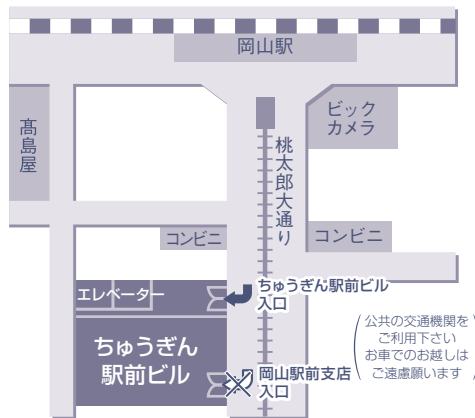 岡山駅
髙島屋
ビック
カメラ
桃太郎大通り
コンビニ
コンビニ
エレベーター
ちゅうぎん駅前ビル
入口
ちゅうぎん
駅前ビル
岡山駅前支店
入口
公共の交通機関を
ご利用下さい
お車でのお越しは
ご遠慮願います